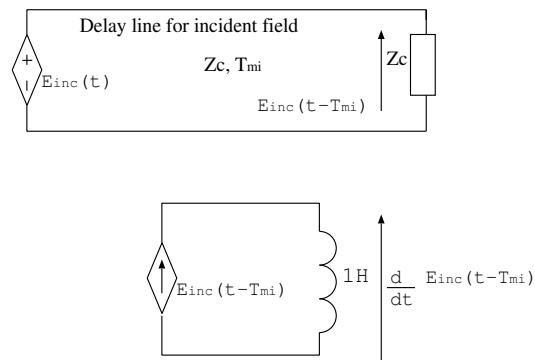 Delay line for incident field
Zc, Tmi
Zc
+
−
Einc(t)
Einc(t−Tmi)
Einc(t−Tmi)
1H
d
dt
Einc(t−Tmi)